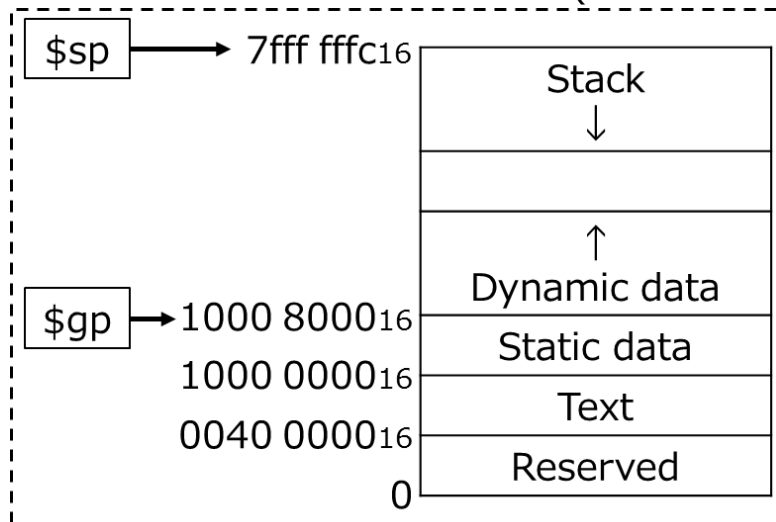 $sp
7fff fffc16
Stack
↓
↑
Dynamic data
$gp
1000 800016
Static data
1000 000016
Text
0040 000016
Reserved
0